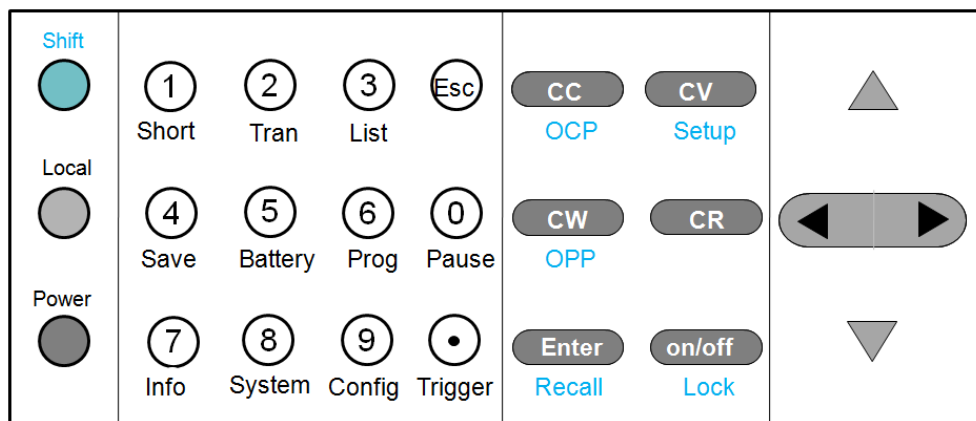 Shift
1 2 3 Esc CC CV
Short Tran List OCP Setup
Local
4 5 6 0 CW CR
Save Battery Prog Pause OPP
Power
7 8 9 • Enter on/off
Info System Config Trigger Recall Lock